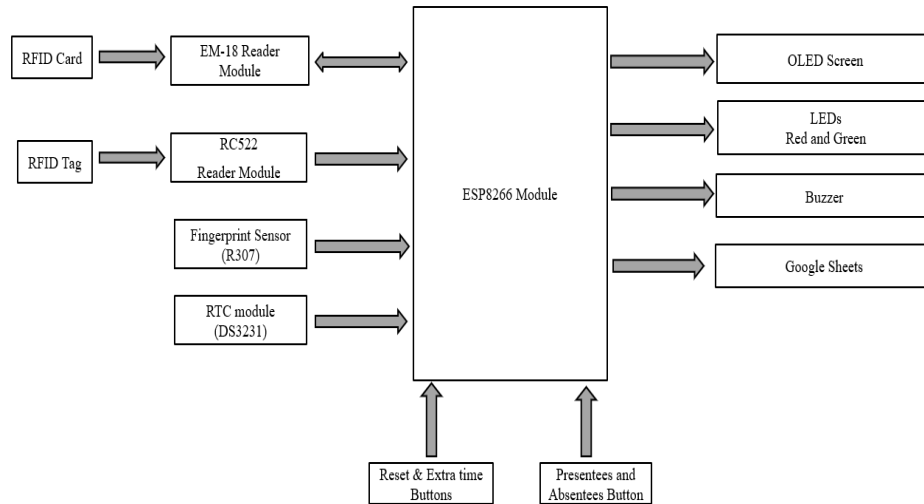 RFID Card
EM-18 Reader
Module
OLED Screen
LEDs
Red and Green
RC522
Reader Module
RFID Tag
ESP8266 Module
Buzzer
Fingerprint Sensor
(R307)
Google Sheets
RTC module
(DS3231)
Reset & Extra time
Buttons
Presentees and
Absentees Button